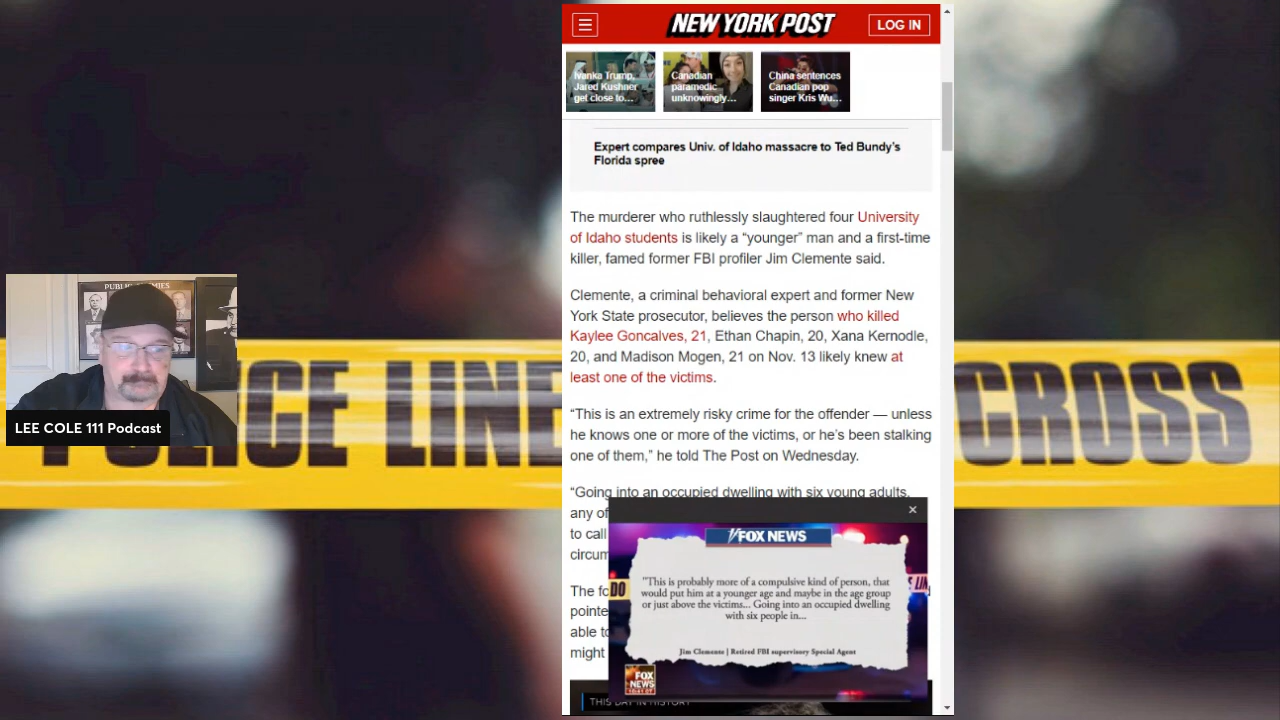 NEW YORK POST
LOG IN
Ivanka Trump,
Jared Kushner
get close to...
Canadian
paramedic
unknowingly...
China sentences
Canadian pop
singer Kris Wu...
Expert compares Univ. of Idaho massacre to Ted Bundy's
Florida spree
The murderer who ruthlessly slaughtered four University
of Idaho students is likely a “younger” man and a first-time
killer, famed former FBI profiler Jim Clemente said.
Clemente, a criminal behavioral expert and former New
York State prosecutor, believes the person who killed
Kaylee Goncalves, 21, Ethan Chapin, 20, Xana Kernodle,
20, and Madison Mogen, 21 on Nov. 13 likely knew at
least one of the victims.
“This is an extremely risky crime for the offender — unless
he knows one or more of the victims, or he’s been stalking
one of them,” he told The Post on Wednesday.
“Going into an occupied dwelling with six young adults,
any of
to call
circum
The fo
pointe
able to
might
FOX NEWS
"This is probably more of a compulsive kind of person, that
would put him at a younger age and maybe in the age group
or just above the victims... Going into an occupied dwelling
with six people in...
Jim Clemente | Retired FBI supervisory Special Agent
DO
S LIN
FOX
NEWS
THIS DAY IN HISTORY
PUBLIC ENEMIES
LEE COLE 111 Podcast
POLICE LINE
CROSS